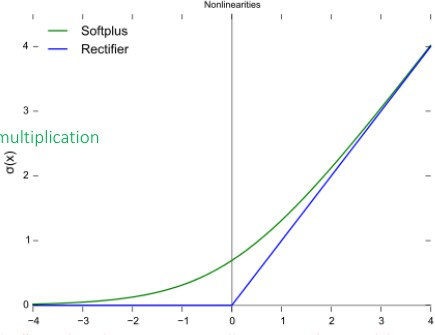 Nonlinearities
Softplus
Rectifier
multiplication
σ(x)
4
3
2
1
0
−4 −3 −2 −1 0 1 2 3 4